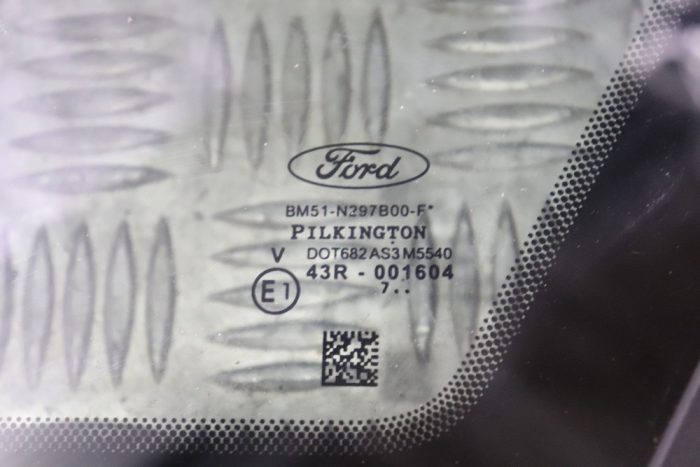 Ford
BM51-N297B00-F*
PILKINGTON
V DOT682AS3M5540
E1 43R - 001604
7..